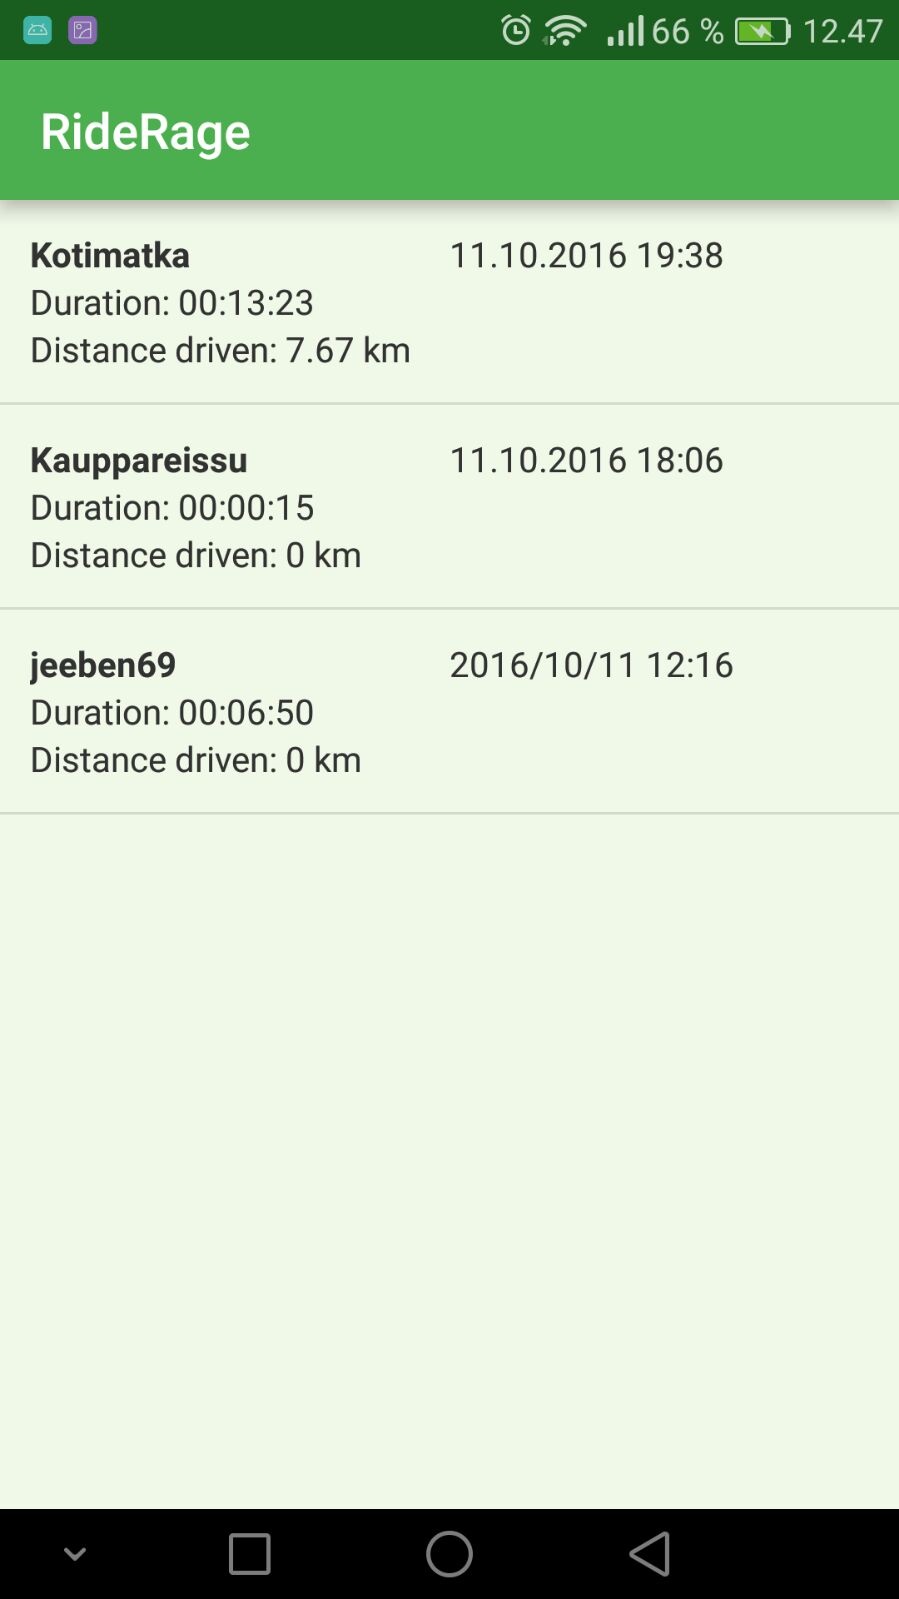 66 % 12.47
RideRage
Kotimatka 11.10.2016 19:38
Duration: 00:13:23
Distance driven: 7.67 km
Kauppareissu 11.10.2016 18:06
Duration: 00:00:15
Distance driven: 0 km
jeeben69 2016/10/11 12:16
Duration: 00:06:50
Distance driven: 0 km